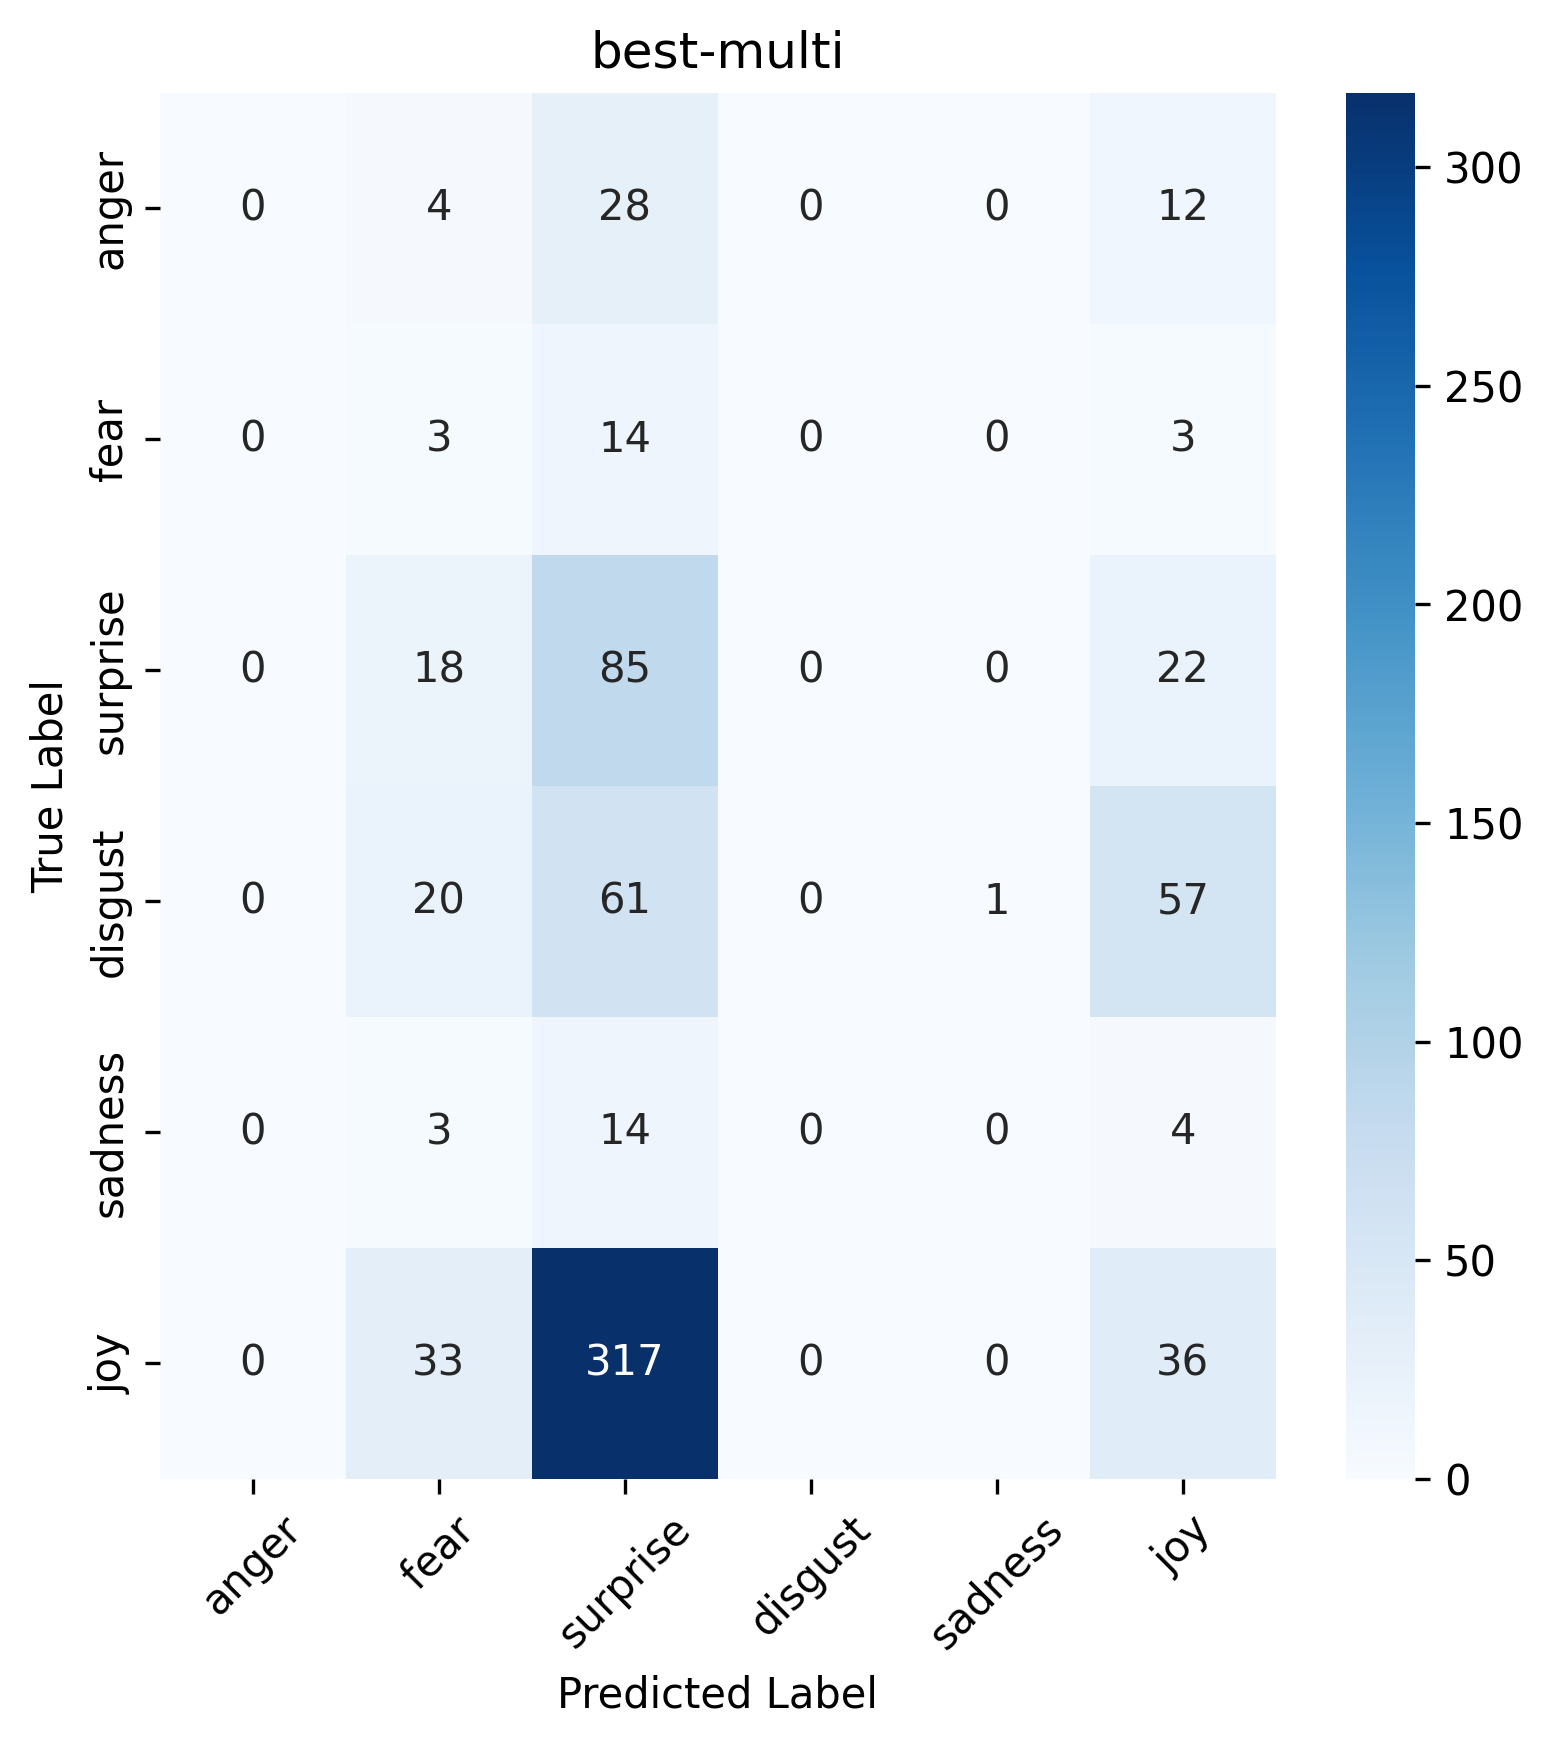 best-multi
True Label
anger 0 4 28 0 0 12
fear 0 3 14 0 0 3
surprise 0 18 85 0 0 22
disgust 0 20 61 0 1 57
sadness 0 3 14 0 0 4
joy 0 33 317 0 0 36
anger fear surprise disgust sadness joy
Predicted Label
300
250
200
150
100
50
0